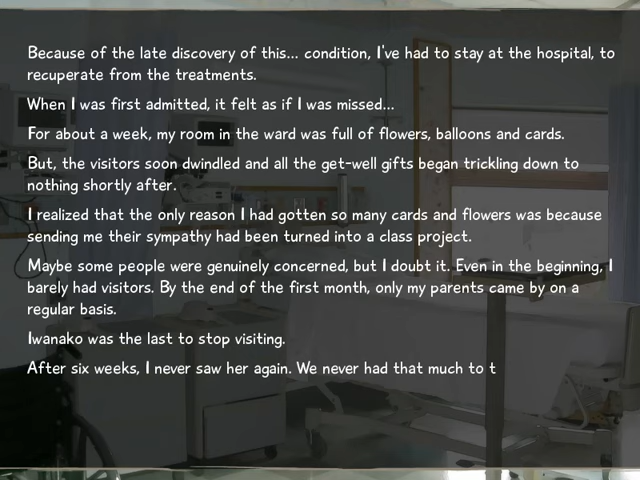 Because of the late discovery of this... condition, I've had to stay at the hospital, to
recuperate from the treatments.
When I was first admitted, it felt as if I was missed...
For about a week, my room in the ward was full of flowers, balloons and cards.
But, the visitors soon dwindled and all the get-well gifts began trickling down to
nothing shortly after.
I realized that the only reason I had gotten so many cards and flowers was because
sending me their sympathy had been turned into a class project.
Maybe some people were genuinely concerned, but I doubt it. Even in the beginning, I
barely had visitors. By the end of the first month, only my parents came by on a
regular basis.
Iwanako was the last to stop visiting.
After six weeks, I never saw her again. We never had that much to t